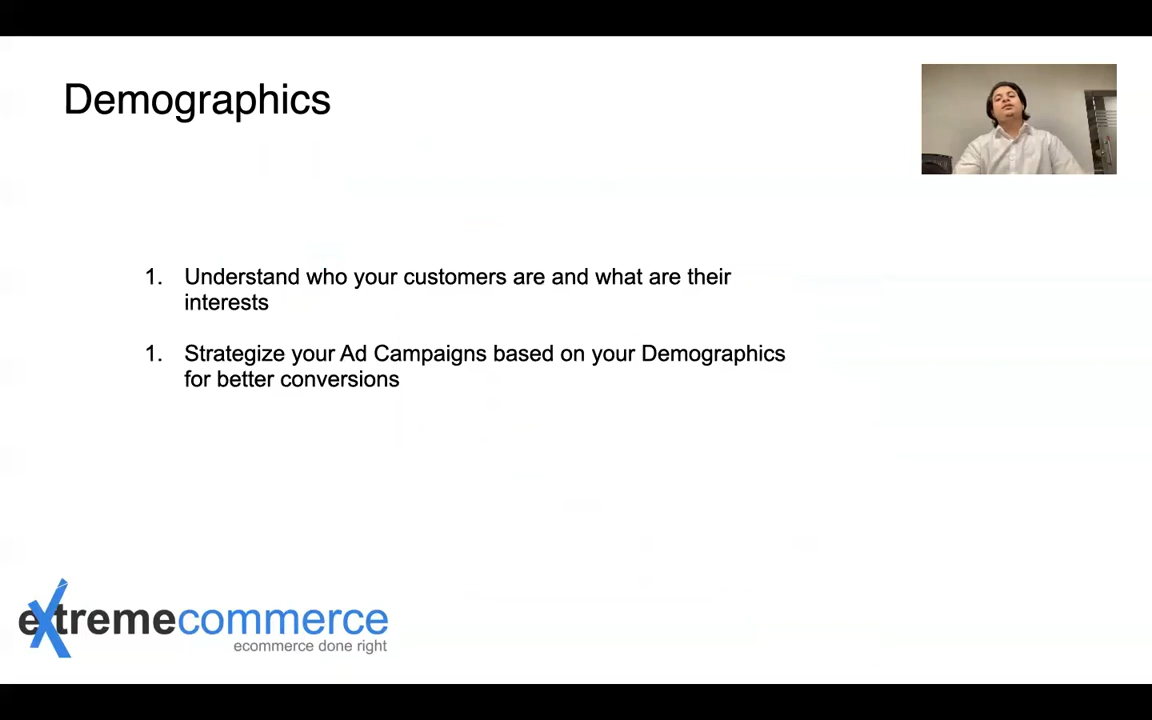 Demographics
1. Understand who your customers are and what are their
interests
1. Strategize your Ad Campaigns based on your Demographics
for better conversions
extremecommerce
ecommerce done right